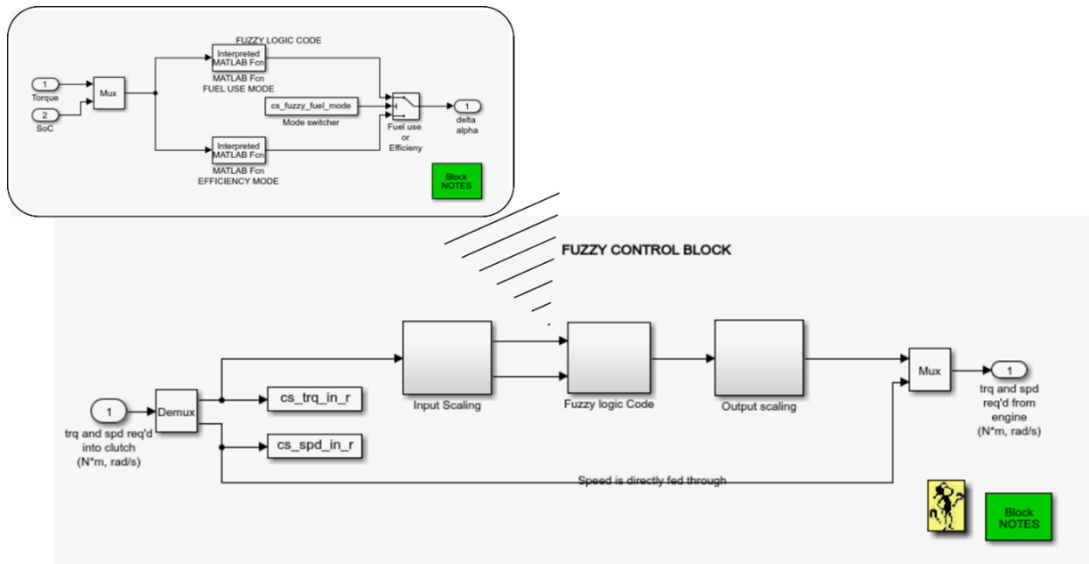 FUZZY LOGIC CODE
Interpreted
MATLAB Fcn
MATLAB Fcn
FUEL USE MODE
1
Torque
Mux
2
SoC
cs_fuzzy_fuel_mode
Mode switcher
Fuel use
or
Efficieny
1
delta
alpha
Interpreted
MATLAB Fcn
MATLAB Fcn
EFFICIENCY MODE
Block
NOTES
FUZZY CONTROL BLOCK
1
trq and spd req'd
into clutch
(N*m, rad/s)
Demux
cs_trq_in_r
cs_spd_in_r
Input Scaling
Fuzzy logic Code
Output scaling
Mux
1
trq and spd
req'd from
engine
(N*m, rad/s)
Speed is directly fed through
Block
NOTES